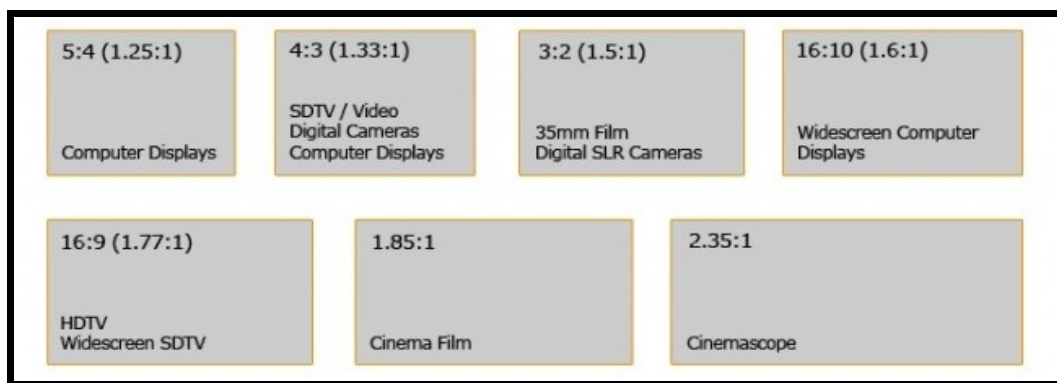 5:4 (1.25:1)
Computer Displays
4:3 (1.33:1)
SDTV / Video
Digital Cameras
Computer Displays
3:2 (1.5:1)
35mm Film
Digital SLR Cameras
16:10 (1.6:1)
Widescreen Computer
Displays
16:9 (1.77:1)
HDTV
Widescreen SDTV
1.85:1
Cinema Film
2.35:1
Cinemascope